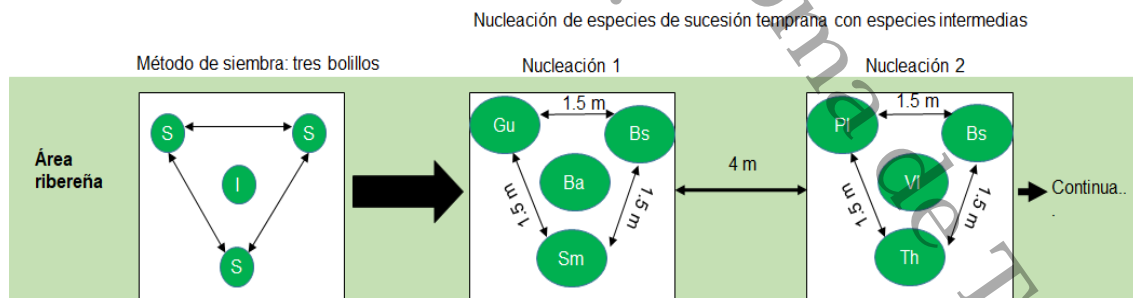 Nucleación de especies de sucesión temprana con especies intermedias
Método de siembra: tres bolillos
Nucleación 1
Nucleación 2
Área
ribereña
S
S
I
S
Gu
1.5 m
Bs
Ba
1.5 m
1.5 m
Sm
4 m
1.5 m
Bs
1.5 m
1.5 m
Th
Continua..
.